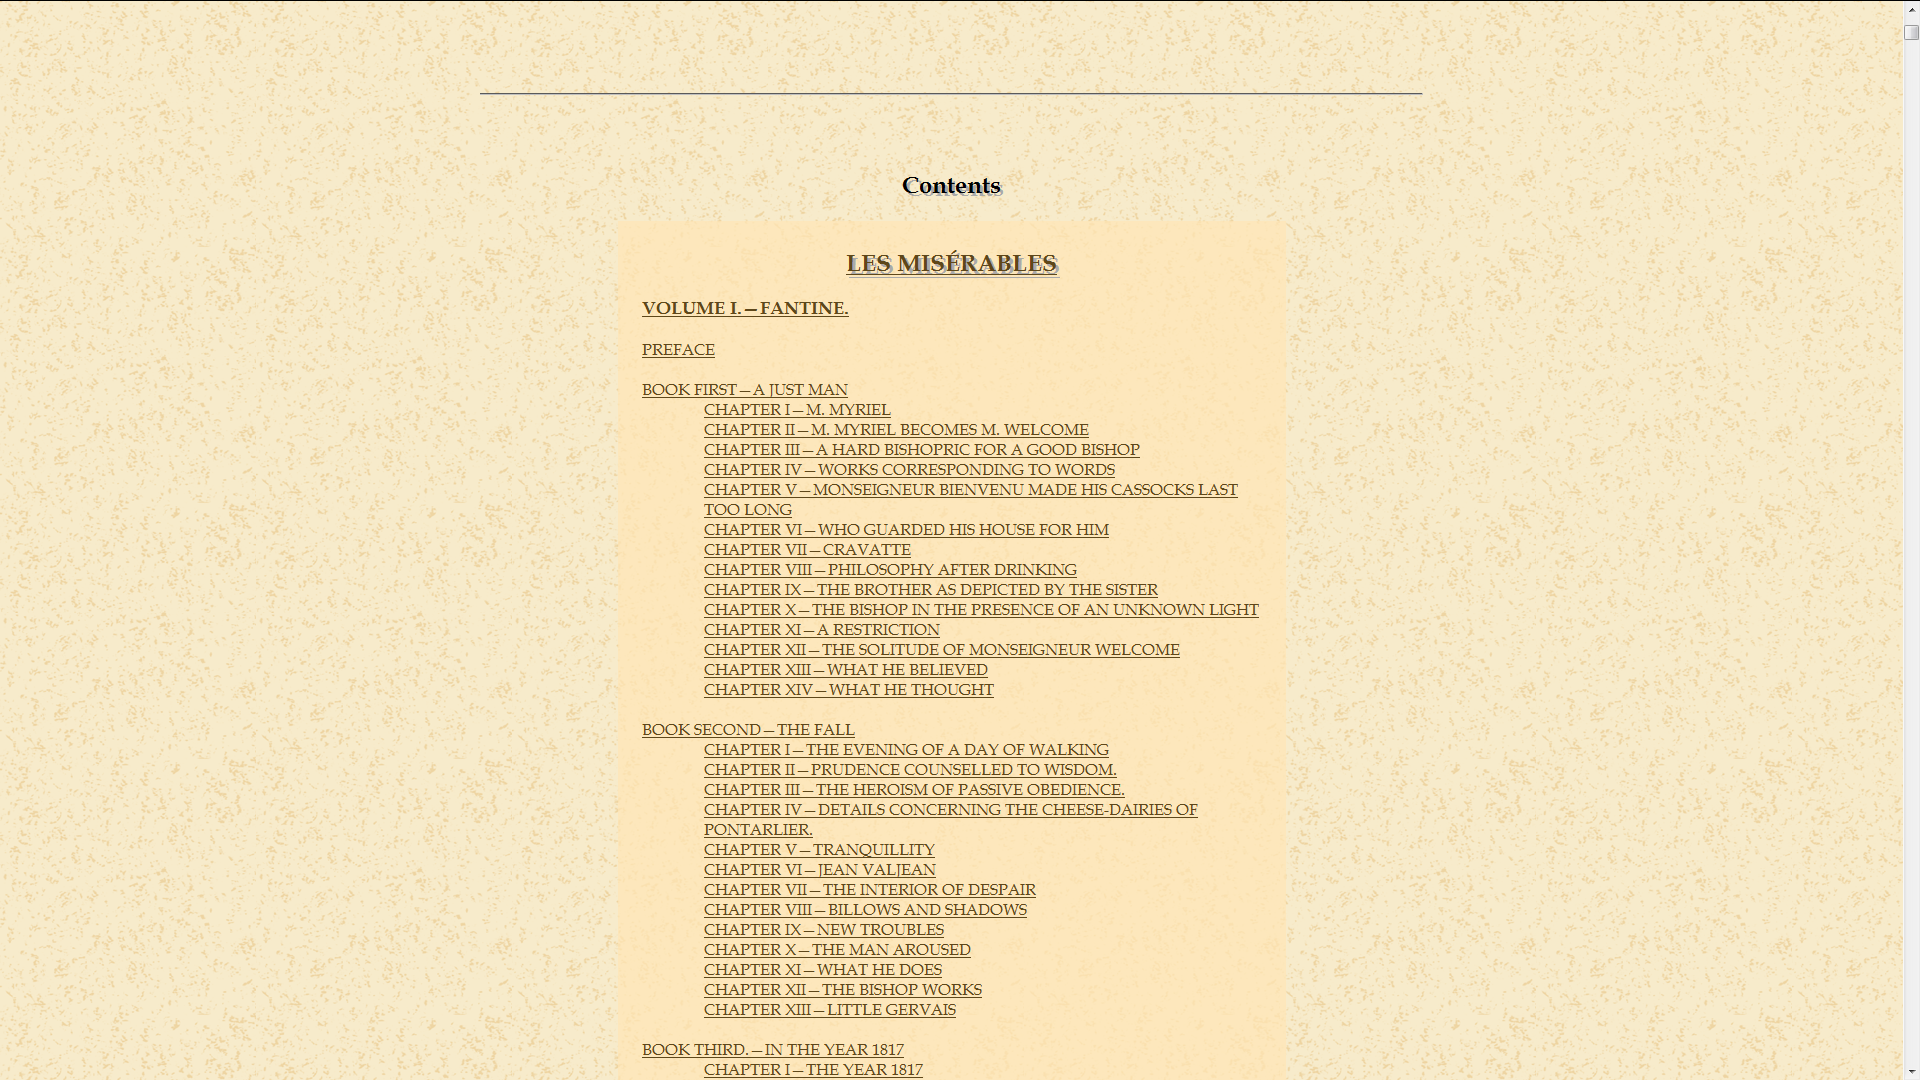 Contents
LES MISÉRABLES
VOLUME I.—FANTINE.
PREFACE
BOOK FIRST—A JUST MAN
CHAPTER I—M. MYRIEL
CHAPTER II—M. MYRIEL BECOMES M. WELCOME
CHAPTER III—A HARD BISHOPRIC FOR A GOOD BISHOP
CHAPTER IV—WORKS CORRESPONDING TO WORDS
CHAPTER V—MONSEIGNEUR BIENVENU MADE HIS CASSOCKS LAST
TOO LONG
CHAPTER VI—WHO GUARDED HIS HOUSE FOR HIM
CHAPTER VII—CRAVATTE
CHAPTER VIII—PHILOSOPHY AFTER DRINKING
CHAPTER IX—THE BROTHER AS DEPICTED BY THE SISTER
CHAPTER X—THE BISHOP IN THE PRESENCE OF AN UNKNOWN LIGHT
CHAPTER XI—A RESTRICTION
CHAPTER XII—THE SOLITUDE OF MONSEIGNEUR WELCOME
CHAPTER XIII—WHAT HE BELIEVED
CHAPTER XIV—WHAT HE THOUGHT
BOOK SECOND—THE FALL
CHAPTER I—THE EVENING OF A DAY OF WALKING
CHAPTER II—PRUDENCE COUNSELLED TO WISDOM.
CHAPTER III—THE HEROISM OF PASSIVE OBEDIENCE.
CHAPTER IV—DETAILS CONCERNING THE CHEESE-DAIRIES OF
PONTARLIER.
CHAPTER V—TRANQUILLITY
CHAPTER VI—JEAN VALJEAN
CHAPTER VII—THE INTERIOR OF DESPAIR
CHAPTER VIII—BILLOWS AND SHADOWS
CHAPTER IX—NEW TROUBLES
CHAPTER X—THE MAN AROUSED
CHAPTER XI—WHAT HE DOES
CHAPTER XII—THE BISHOP WORKS
CHAPTER XIII—LITTLE GERVAIS
BOOK THIRD.—IN THE YEAR 1817
CHAPTER I—THE YEAR 1817